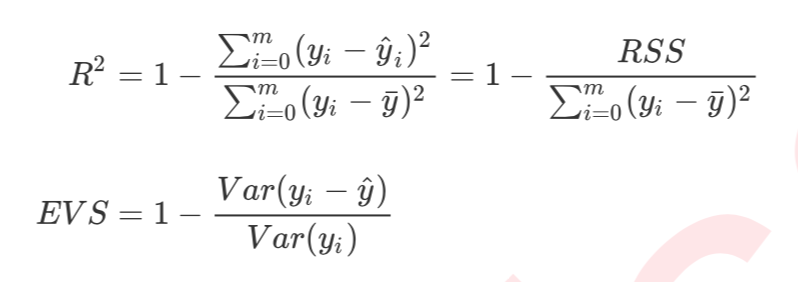 R² = 1 − \frac{\sum_{i=0}^{m}(y_i − \hat{y}_i)^2}{\sum_{i=0}^{m}(y_i − \bar{y})^2} = 1 − \frac{RSS}{\sum_{i=0}^{m}(y_i − \bar{y})^2}
EVS = 1 − \frac{Var(y_i − \hat{y})}{Var(y_i)}